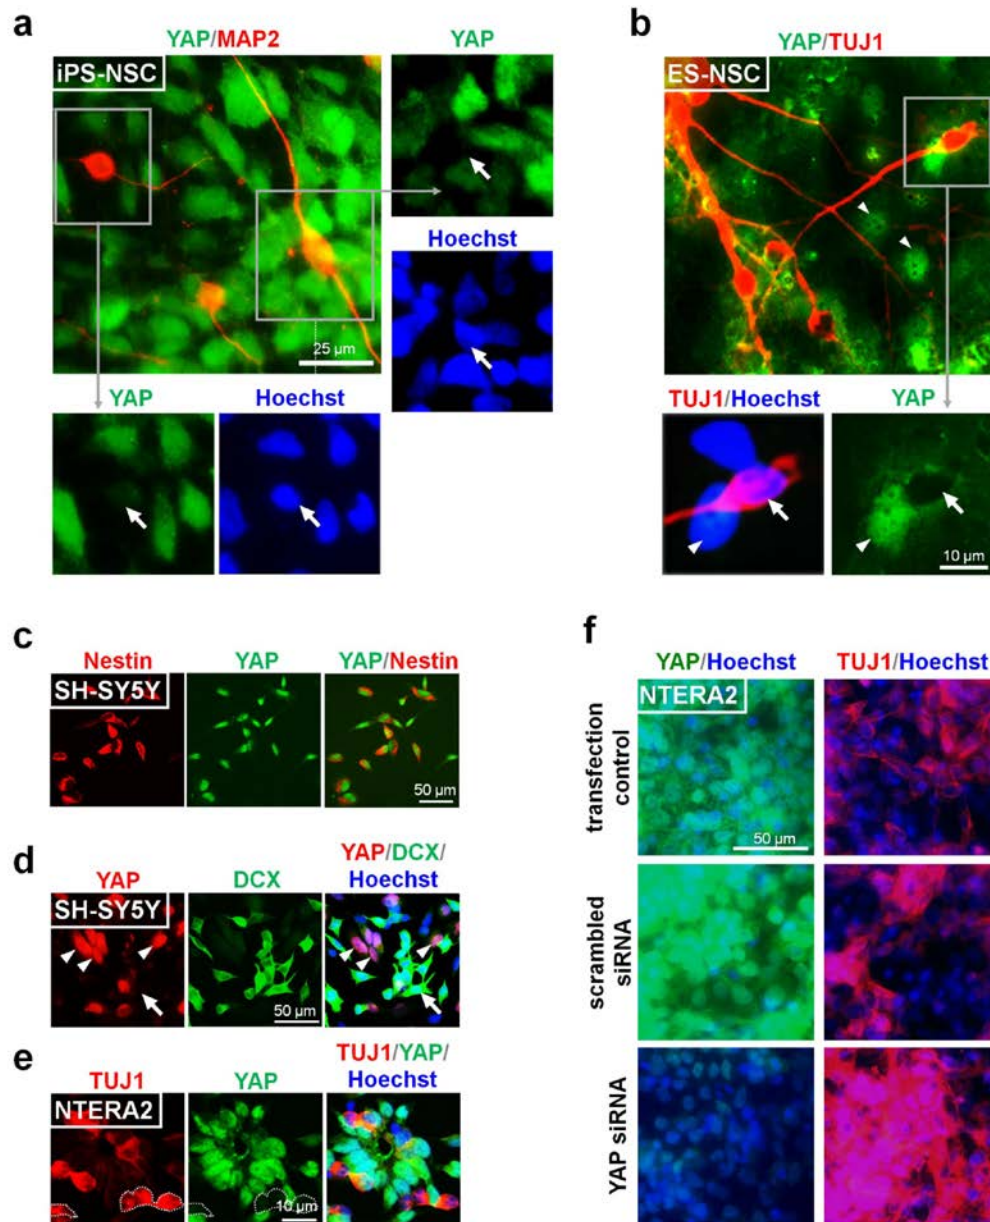 a
YAP/MAP2
iPS-NSC
25 µm
YAP
Hoechst
YAP
Hoechst
b
YAP/TUJ1
ES-NSC
TUJ1/Hoechst
YAP
10 µm
c
Nestin
YAP
YAP/Nestin
SH-SY5Y
50 µm
d
YAP
DCX
YAP/DCX/
Hoechst
SH-SY5Y
50 µm
e
TUJ1
YAP
TUJ1/YAP/
Hoechst
NTERA2
10 µm
f
YAP/Hoechst
TUJ1/Hoechst
NTERA2
50 µm
transfection
control
scrambled
siRNA
YAP siRNA